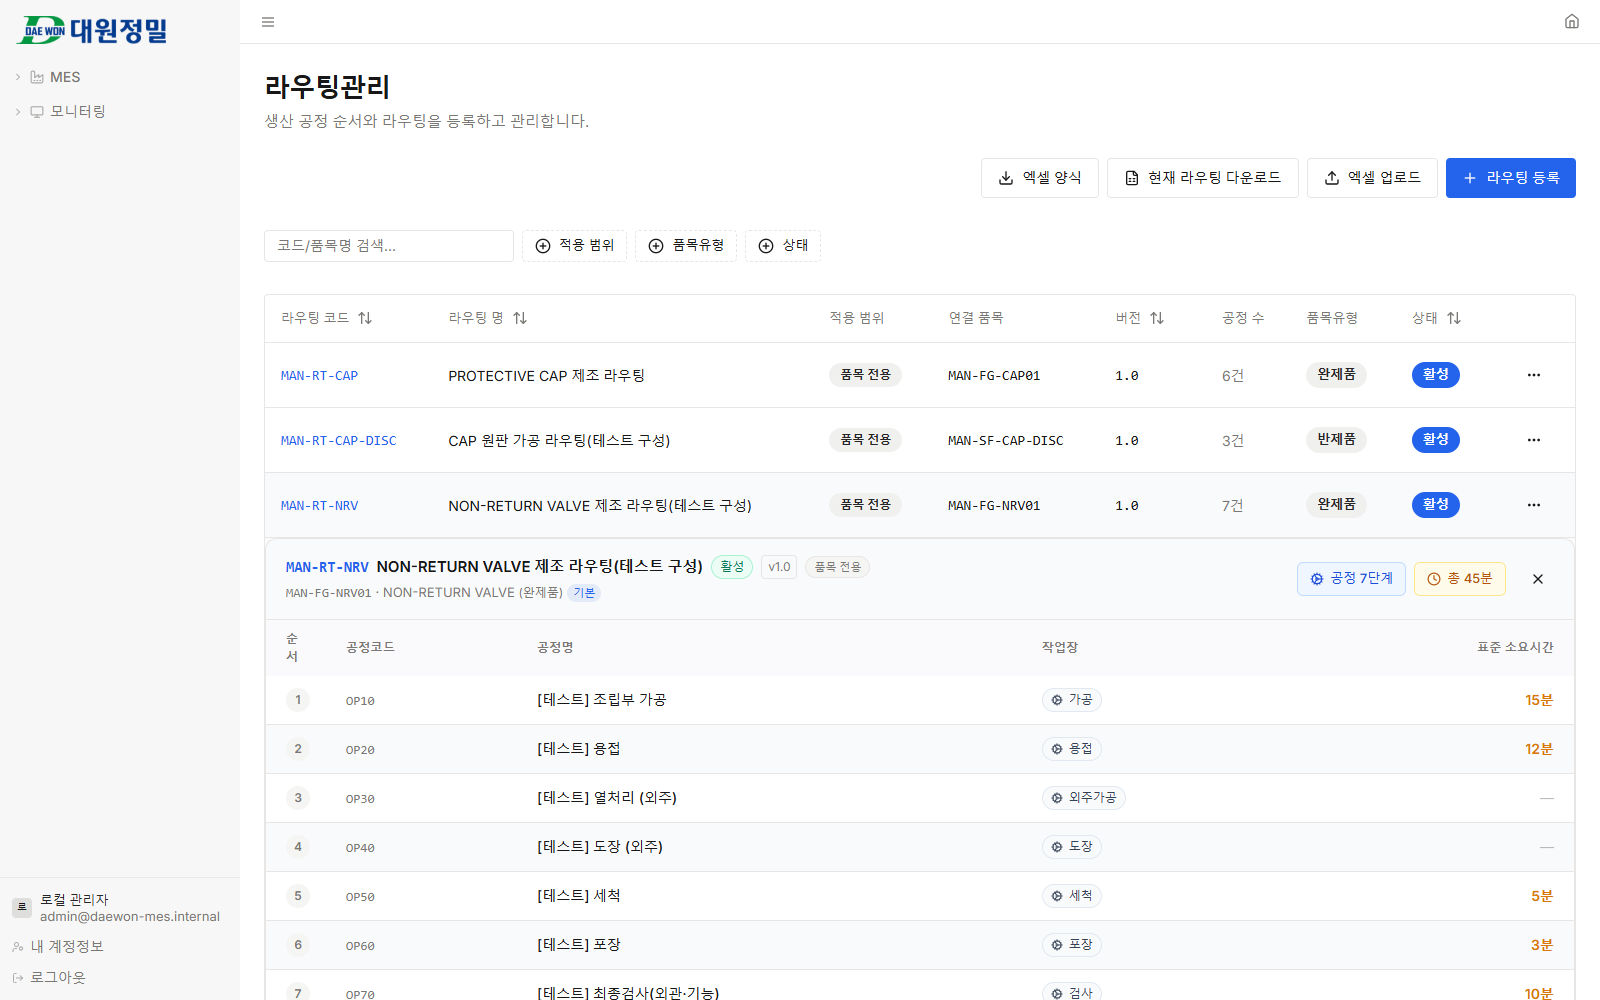 DAE WON 대원정밀
MES
모니터링
라우팅관리
생산 공정 순서와 라우팅을 등록하고 관리합니다.
엑셀 양식
현재 라우팅 다운로드
엑셀 업로드
라우팅 등록
코드/품목명 검색...
적용 범위
품목유형
상태
라우팅 코드 라우팅 명 적용 범위 연결 품목 버전 공정 수 품목유형 상태
MAN-RT-CAP PROTECTIVE CAP 제조 라우팅 품목 전용 MAN-FG-CAP01 1.0 6건 완제품 활성
MAN-RT-CAP-DISC CAP 원판 가공 라우팅(테스트 구성) 품목 전용 MAN-SF-CAP-DISC 1.0 3건 반제품 활성
MAN-RT-NRV NON-RETURN VALVE 제조 라우팅(테스트 구성) 품목 전용 MAN-FG-NRV01 1.0 7건 완제품 활성
MAN-RT-NRV NON-RETURN VALVE 제조 라우팅(테스트 구성) 활성 v1.0 품목 전용
MAN-FG-NRV01 · NON-RETURN VALVE (완제품) 기본
공정 7단계
총 45분
순서 공정코드 공정명 작업장 표준 소요시간
1 OP10 [테스트] 조립부 가공 가공 15분
2 OP20 [테스트] 용접 용접 12분
3 OP30 [테스트] 열처리 (외주) 외주가공 —
4 OP40 [테스트] 도장 (외주) 도장 —
5 OP50 [테스트] 세척 세척 5분
6 OP60 [테스트] 포장 포장 3분
7 OP70 [테스트] 최종검사(외관·기능) 검사 10분
로 로컬 관리자
admin@daewon-mes.internal
내 계정정보
로그아웃